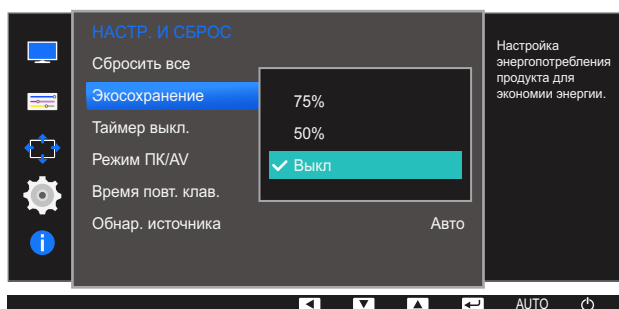 НАСТР. И СБРОС
Сбросить все
Экосохранение
Таймер выкл.
Режим ПК/AV
Время повт. клав.
Обнар. источника
Авто
75%
50%
Выкл
Настройка
энергопотребления
продукта для
экономии энергии.
AUTO